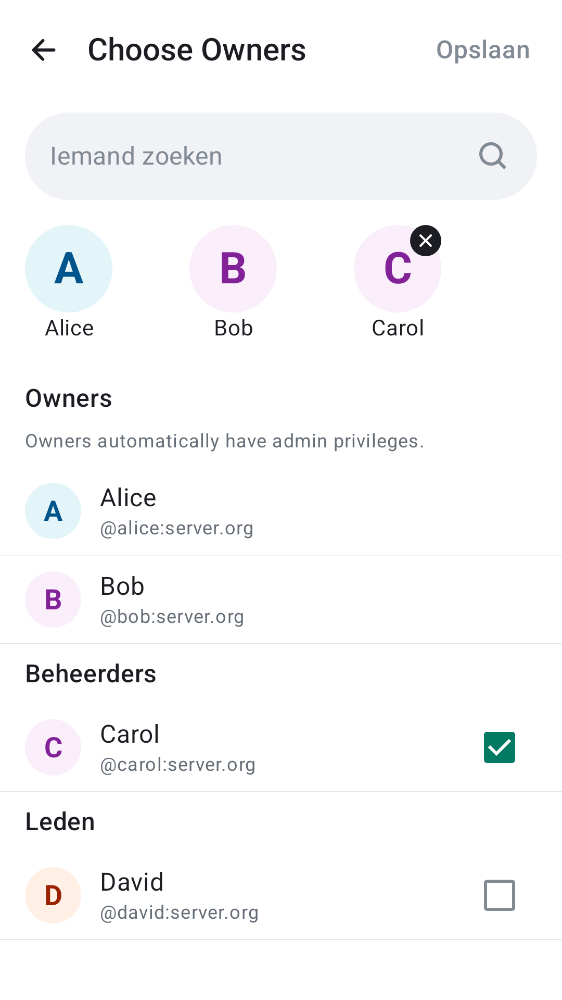 Choose Owners
Opslaan
Iemand zoeken
A
B
C
Alice
Bob
Carol
Owners
Owners automatically have admin privileges.
A
Alice
@alice:server.org
B
Bob
@bob:server.org
Beheerders
C
Carol
@carol:server.org
Leden
D
David
@david:server.org